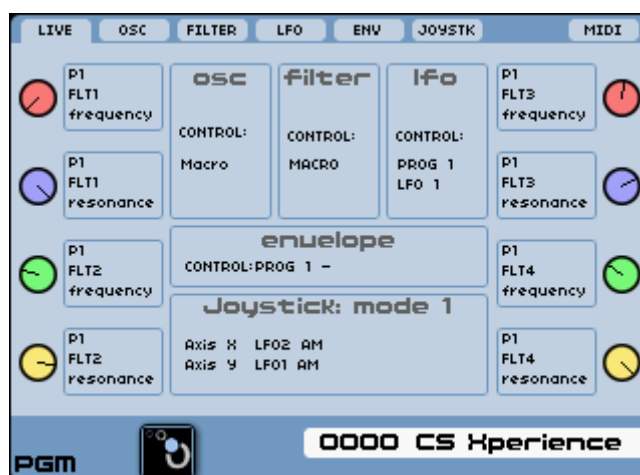 LIVE OSC FILTER LFO ENV JOYSTK MIDI
P1
FLT1
frequency
P1
FLT1
resonance
P1
FLT2
frequency
P1
FLT2
resonance
osc
CONTROL:
Macro
filter
CONTROL:
MACRO
lfo
CONTROL:
PROG 1
LFO 1
envelope
CONTROL:PROG 1 -
Joystick: mode 1
Axis X LFO2 AM
Axis Y LFO1 AM
P1
FLT3
frequency
P1
FLT3
resonance
P1
FLT4
frequency
P1
FLT4
resonance
PGM
0000 CS Xperience